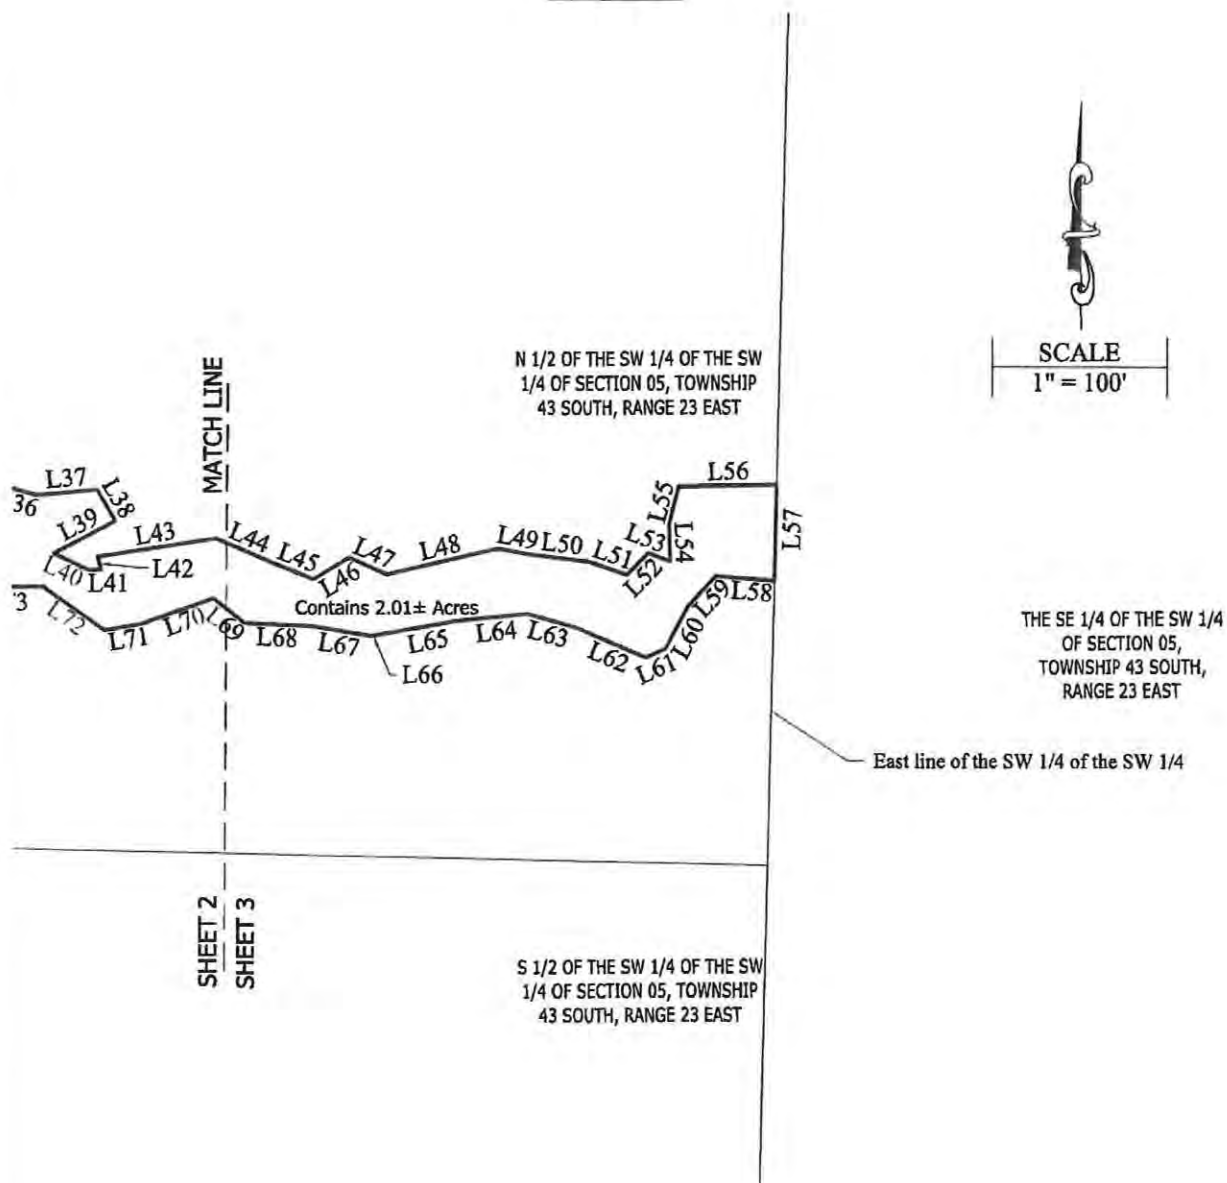 MATCH LINE
N 1/2 OF THE SW 1/4 OF THE SW
1/4 OF SECTION 05, TOWNSHIP
43 SOUTH, RANGE 23 EAST
SCALE
1" = 100'
36
L37
L38
L39
L40
L41
L42
L43
L44
L45
L46
L47
L48
L49
L50
L51
L52
L53
L54
L55
L56
L57
L58
L59
L60
L61
L62
L63
L64
L65
L66
L67
L68
L69
L70
L71
L72
'3
Contains 2.01± Acres
THE SE 1/4 OF THE SW 1/4
OF SECTION 05,
TOWNSHIP 43 SOUTH,
RANGE 23 EAST
East line of the SW 1/4 of the SW 1/4
SHEET 2
SHEET 3
S 1/2 OF THE SW 1/4 OF THE SW
1/4 OF SECTION 05, TOWNSHIP
43 SOUTH, RANGE 23 EAST